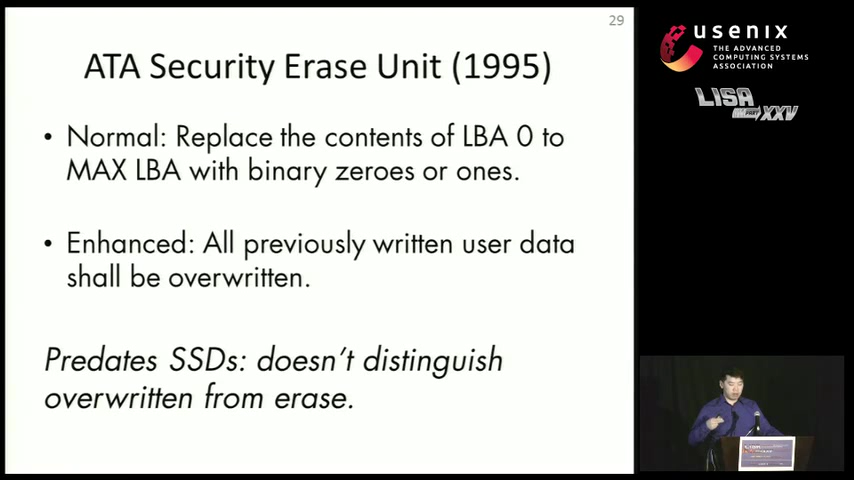 29
ATA Security Erase Unit (1995)
• Normal: Replace the contents of LBA 0 to
MAX LBA with binary zeroes or ones.
• Enhanced: All previously written user data
shall be overwritten.
Predates SSDs: doesn't distinguish
overwritten from erase.
usenix
THE ADVANCED
COMPUTING SYSTEMS
ASSOCIATION
LISA
XXV